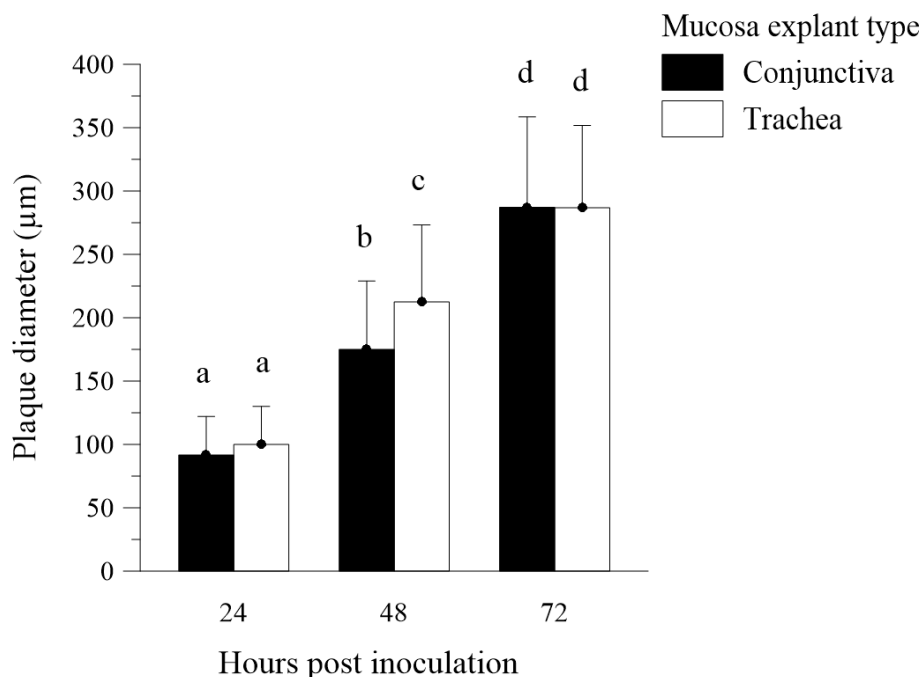 Mucosa explant type
Conjunctiva
Trachea
Plaque diameter (µm)
400
350
300
250
200
150
100
50
0
a
a
b
c
d
d
24
48
72
Hours post inoculation